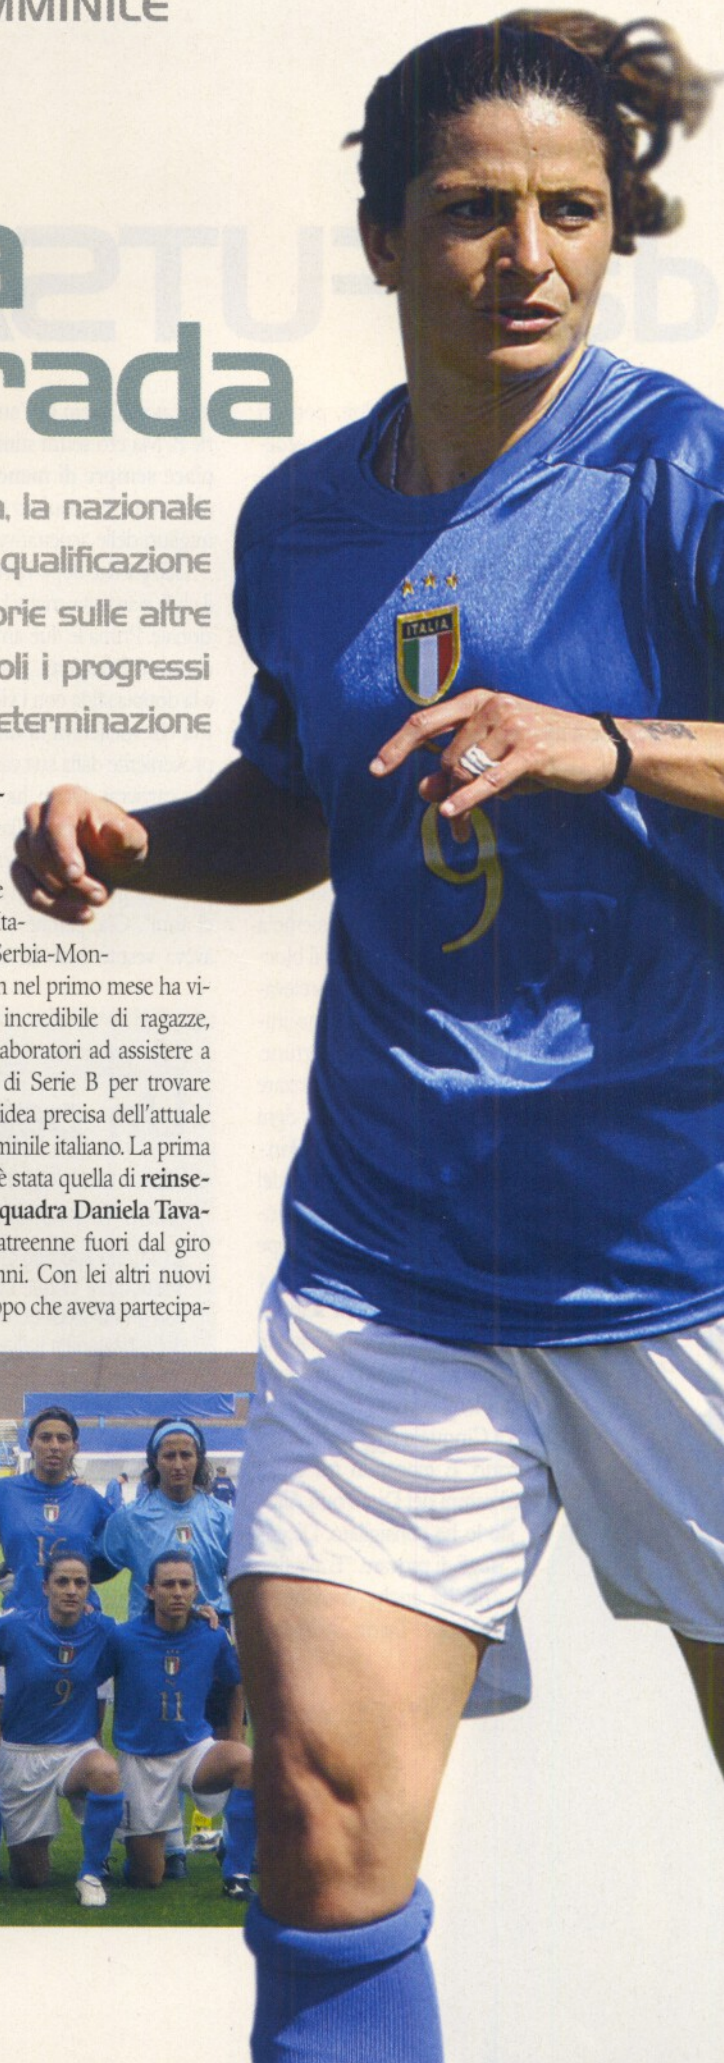 MMINILE
a
rada
a, la nazionale
qualificazione
orie sulle altre
oli i progressi
eterminazione
-
e
ta-
Serbia-Mon-
n nel primo mese ha vi-
incredibile di ragazze,
aboratori ad assistere a
di Serie B per trovare
idea precisa dell'attuale
minile italiano. La prima
è stata quella di reinse-
quadra Daniela Tava-
atreenne fuori dal giro
nni. Con lei altri nuovi
ppo che aveva partecipa-
ITALIA
9
16
9
11